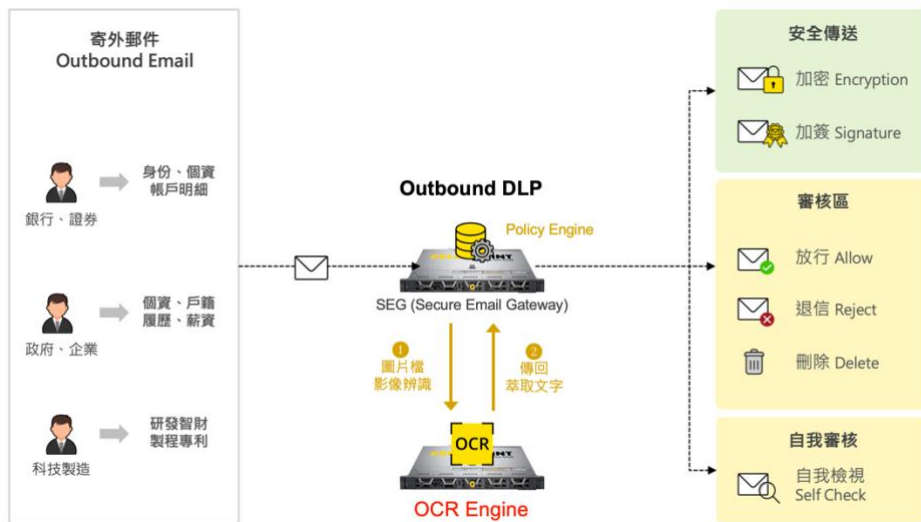 寄外郵件
Outbound Email
身份、個資
帳戶明細
銀行、證券
個資、戶籍
履歷、薪資
政府、企業
研發智財
製程專利
科技製造
Outbound DLP
Policy Engine
SEG (Secure Email Gateway)
1
圖片檔
影像辨識
2
傳回
萃取文字
OCR
OCR Engine
安全傳送
加密 Encryption
加簽 Signature
審核區
放行 Allow
退信 Reject
刪除 Delete
自我審核
自我檢視
Self Check